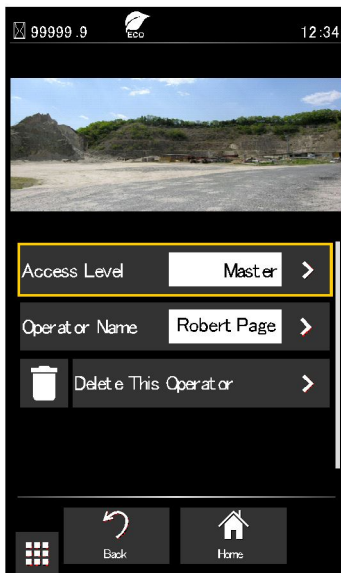 99999.9
ECO
12:34
Access Level
Master
Operator Name
Robert Page
Delete This Operator
Back
Home